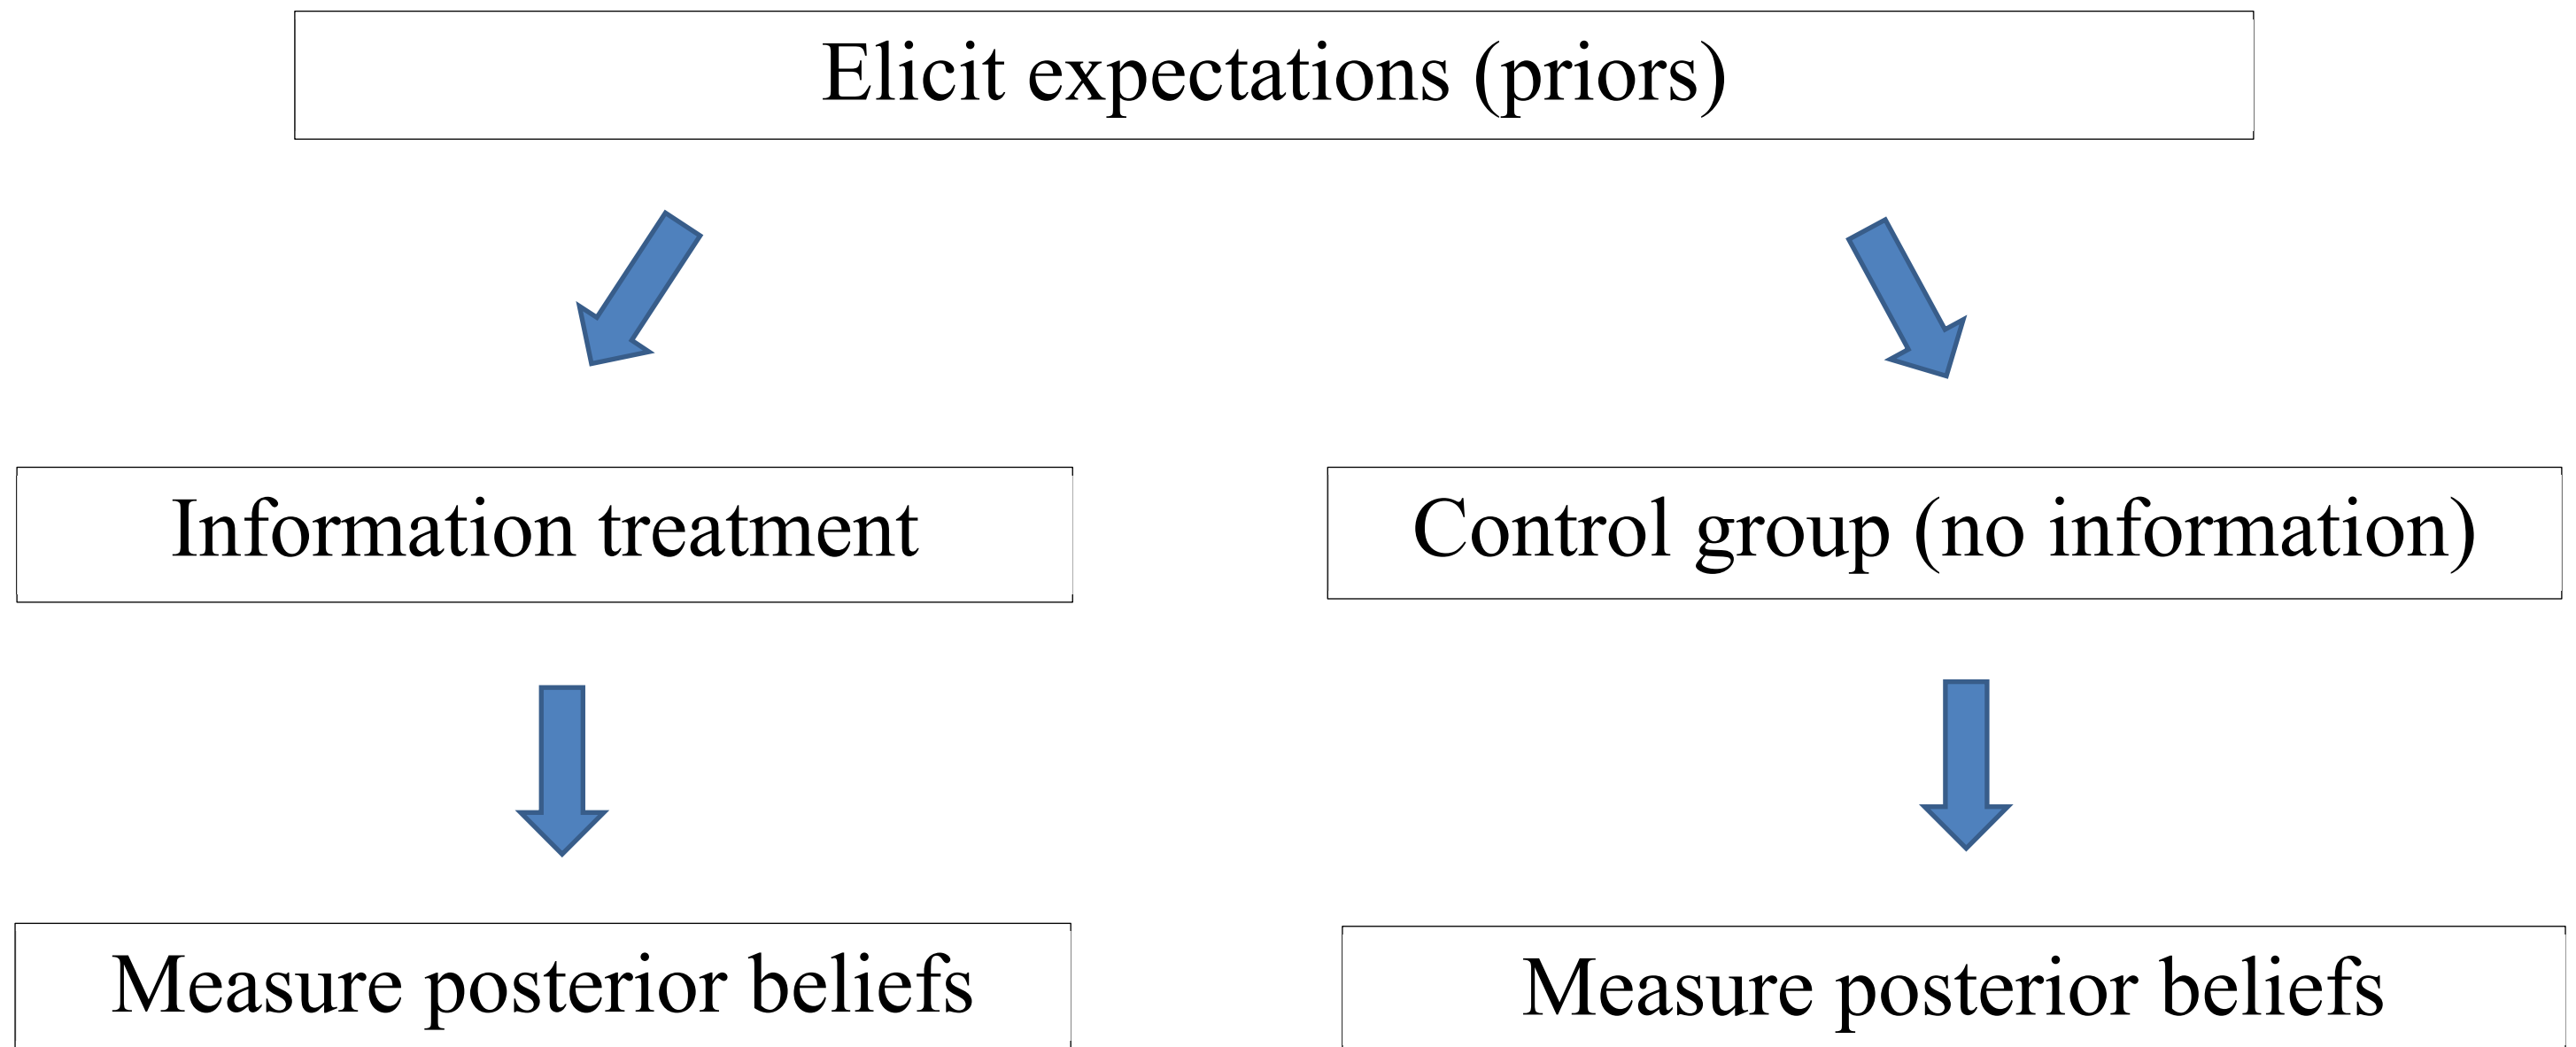 Elicit expectations (priors)
Information treatment
Control group (no information)
Measure posterior beliefs
Measure posterior beliefs